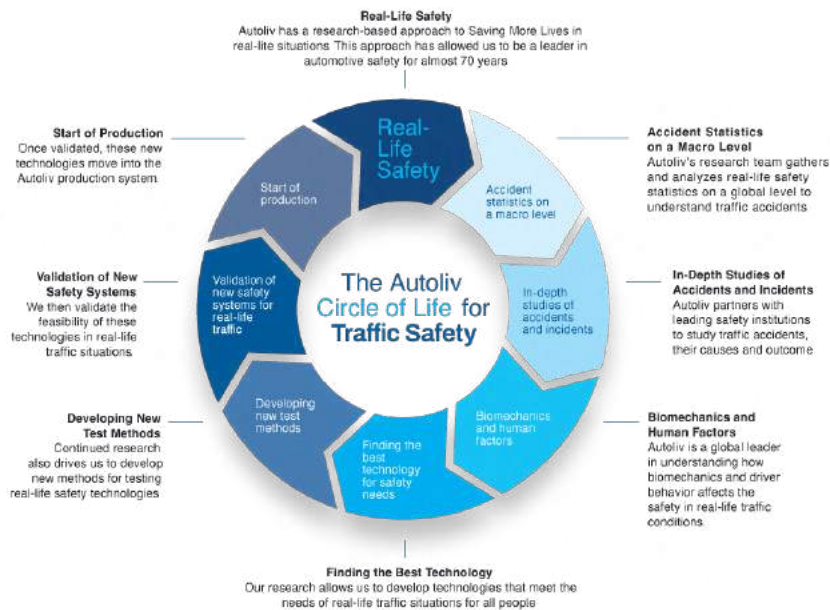 Real-Life Safety
Autoliv has a research-based approach to Saving More Lives in
real-life situations. This approach has allowed us to be a leader in
automotive safety for almost 70 years
Real-
Life
Safety
Accident Statistics
on a Macro Level
Autoliv's research team gathers
and analyzes real-life safety
statistics on a global level to
understand traffic accidents
Accident
statistics on
a macro level
In-Depth Studies of
Accidents and Incidents
Autoliv partners with
leading safety institutions
to study traffic accidents,
their causes and outcome
In-depth
studies of
accidents
and incidents
Biomechanics and
Human Factors
Autoliv is a global leader
in understanding how
biomechanics and driver
behavior affects the
safety in real-life traffic
conditions.
Biomechanics
and human
factors
Finding the
best
technology
for safety
needs
Finding the Best Technology
Our research allows us to develop technologies that meet the
needs of real-life traffic situations for all people
Developing
new test
methods
Developing New
Test Methods
Continued research
also drives us to develop
new methods for testing
real-life safety technologies
Validation of
new safety
systems for
real-life
traffic
Validation of New
Safety Systems
We then validate the
feasibility of these
technologies in real-life
traffic situations
Start of
production
Start of Production
Once validated, these new
technologies move into the
Autoliv production system
The Autoliv
Circle of Life for
Traffic Safety